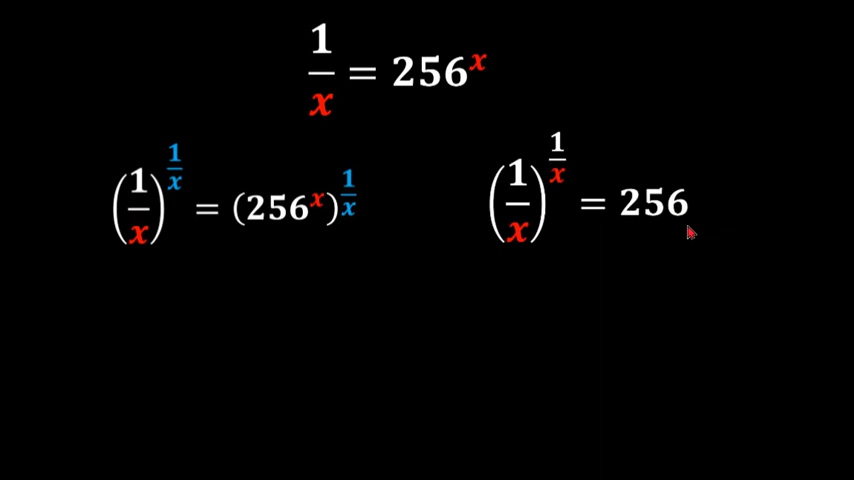 1/x = 256^x
(1/x)^(1/x) = (256^x)^(1/x)
(1/x)^(1/x) = 256